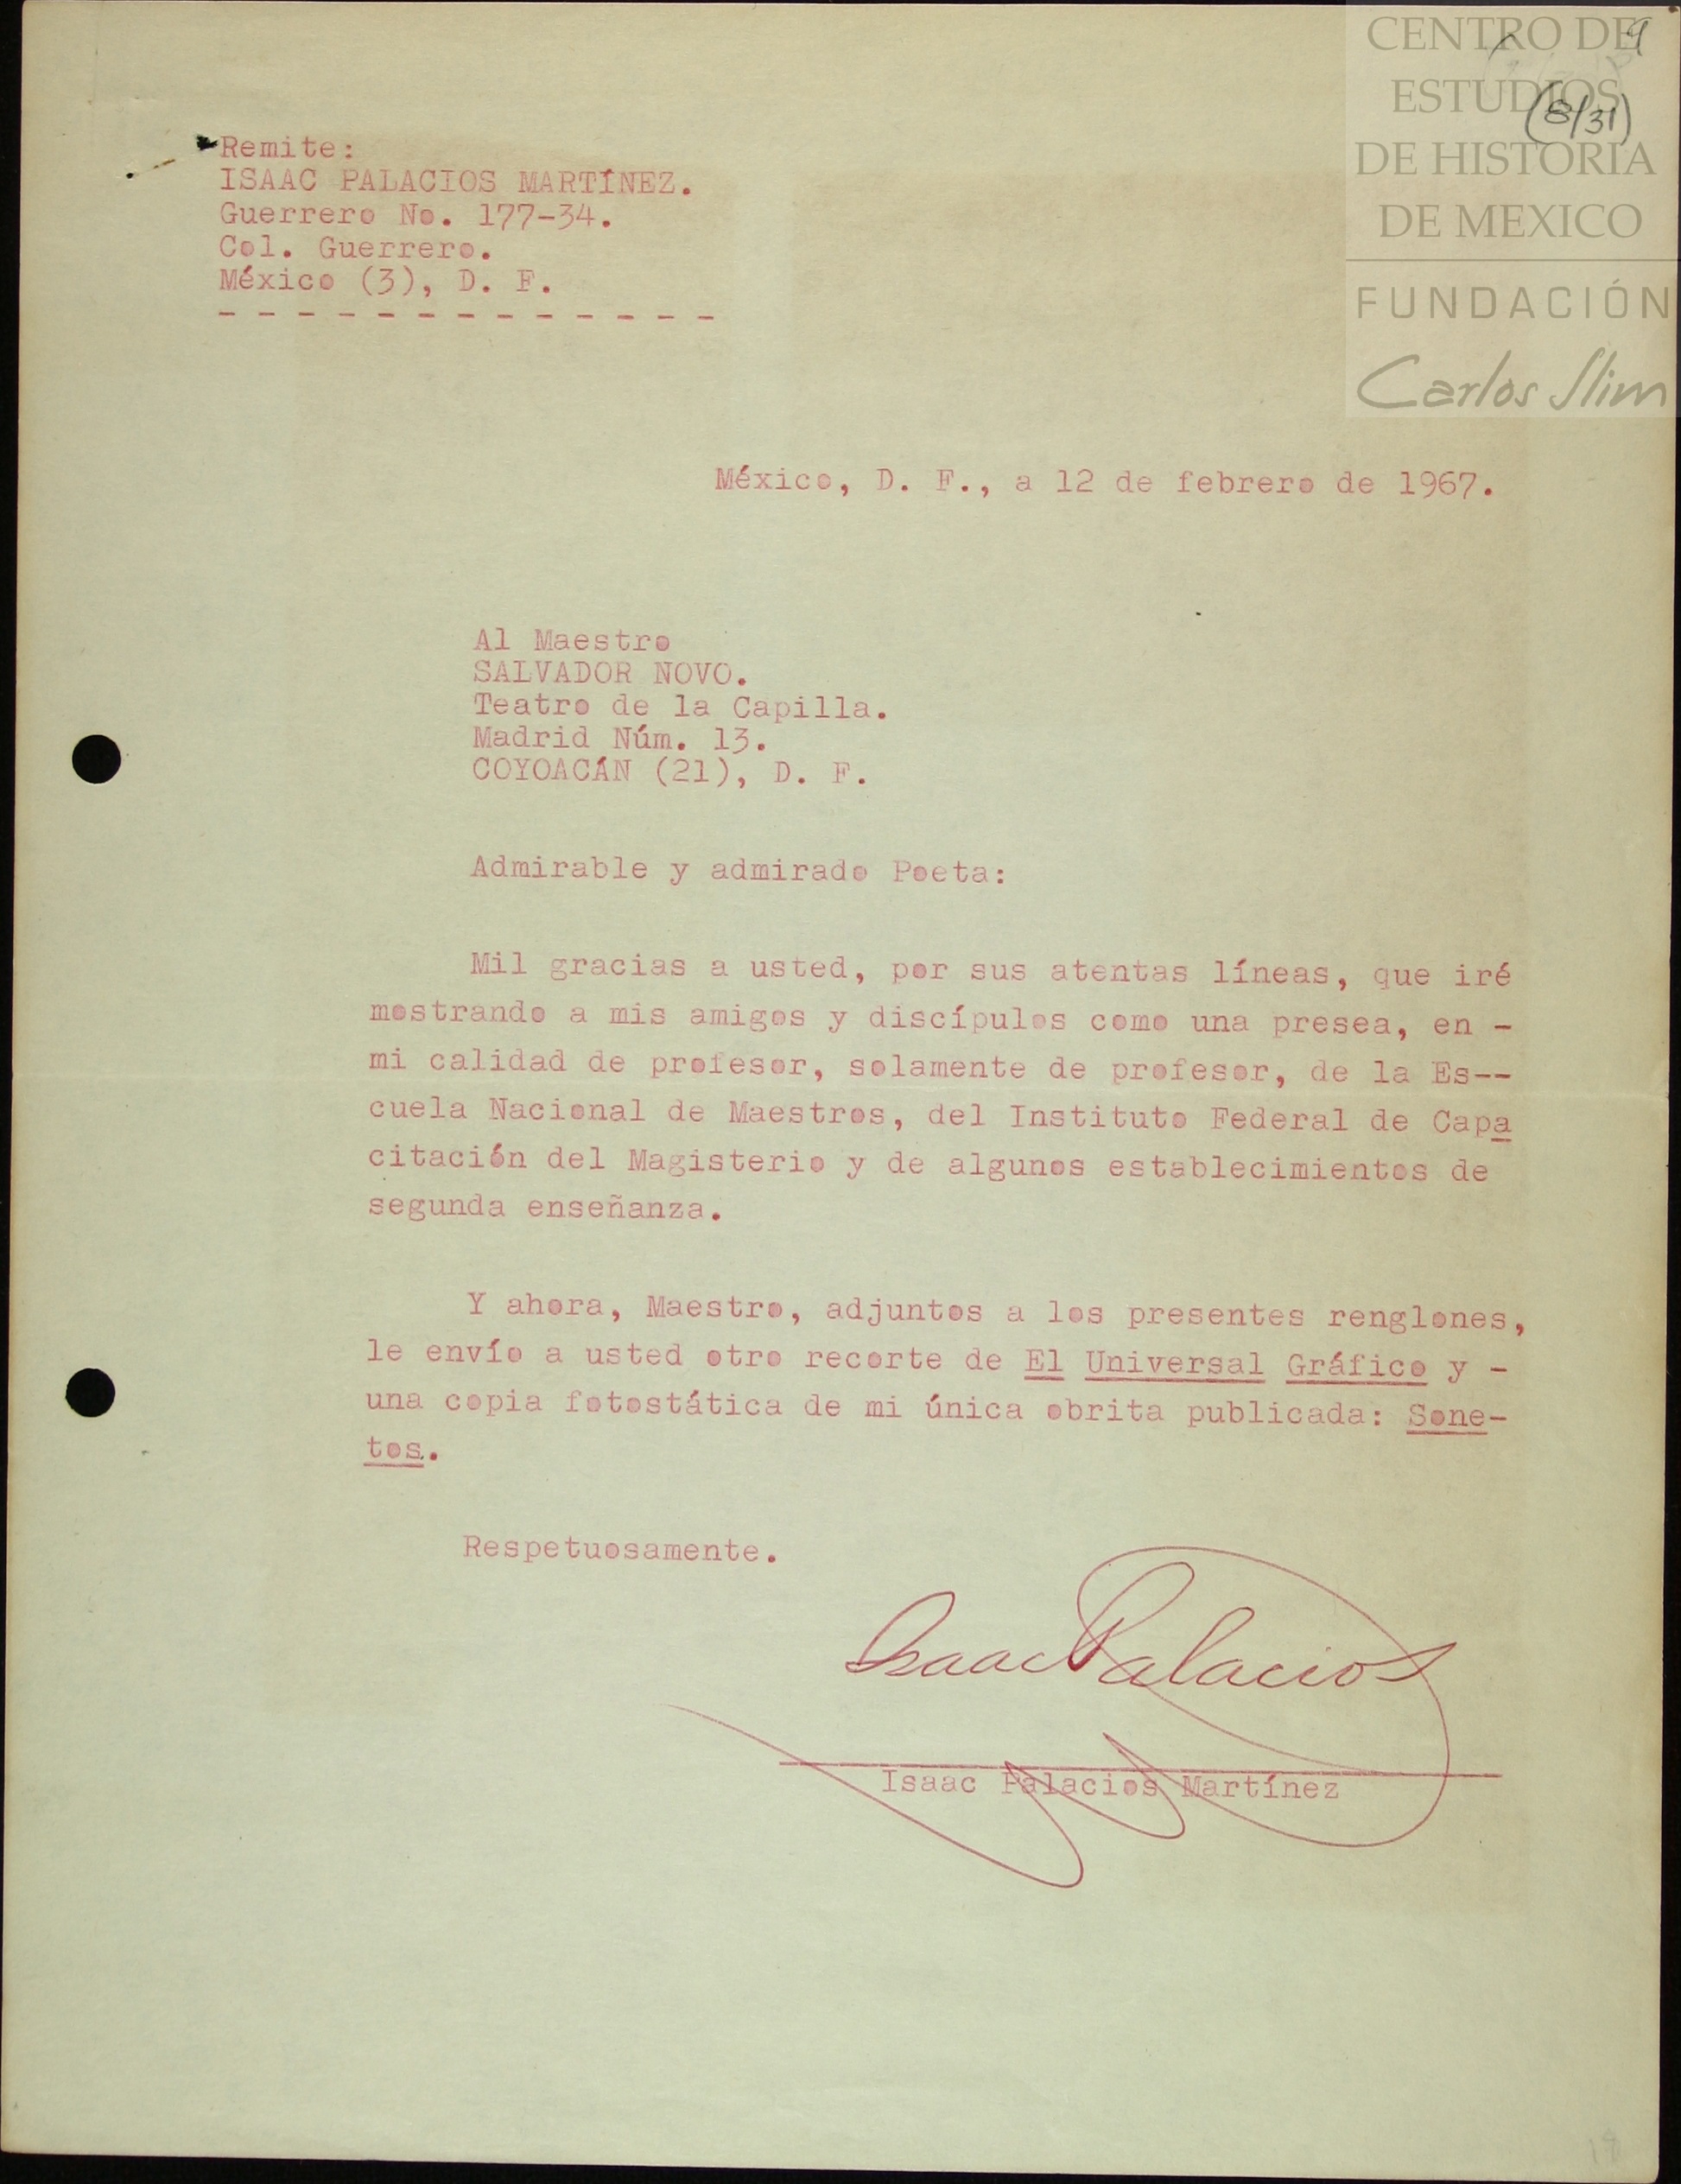 CENTRO DE
ESTUDIOS
DE HISTORIA
DE MEXICO
FUNDACIÓN
Carlos Slim
9
(8/31)
Remite:
ISAAC PALACIOS MARTÍNEZ.
Guerrero No. 177-34.
Col. Guerrero.
México (3), D. F.
- - - - - - - - - - - - -
México, D. F., a 12 de febrero de 1967.
Al Maestro
SALVADOR NOVO.
Teatro de la Capilla.
Madrid Núm. 13.
COYOACÁN (21), D. F.
Admirable y admirado Poeta:
Mil gracias a usted, por sus atentas líneas, que iré
mostrando a mis amigos y discípulos como una presea, en -
mi calidad de profesor, solamente de profesor, de la Es--
cuela Nacional de Maestros, del Instituto Federal de Capa
citación del Magisterio y de algunos establecimientos de
segunda enseñanza.
Y ahora, Maestro, adjuntos a los presentes renglones,
le envío a usted otro recorte de El Universal Gráfico y -
una copia fotostática de mi única obrita publicada: Sone-
tos.
Respetuosamente.
Isaac Palacios
Isaac Palacios Martínez